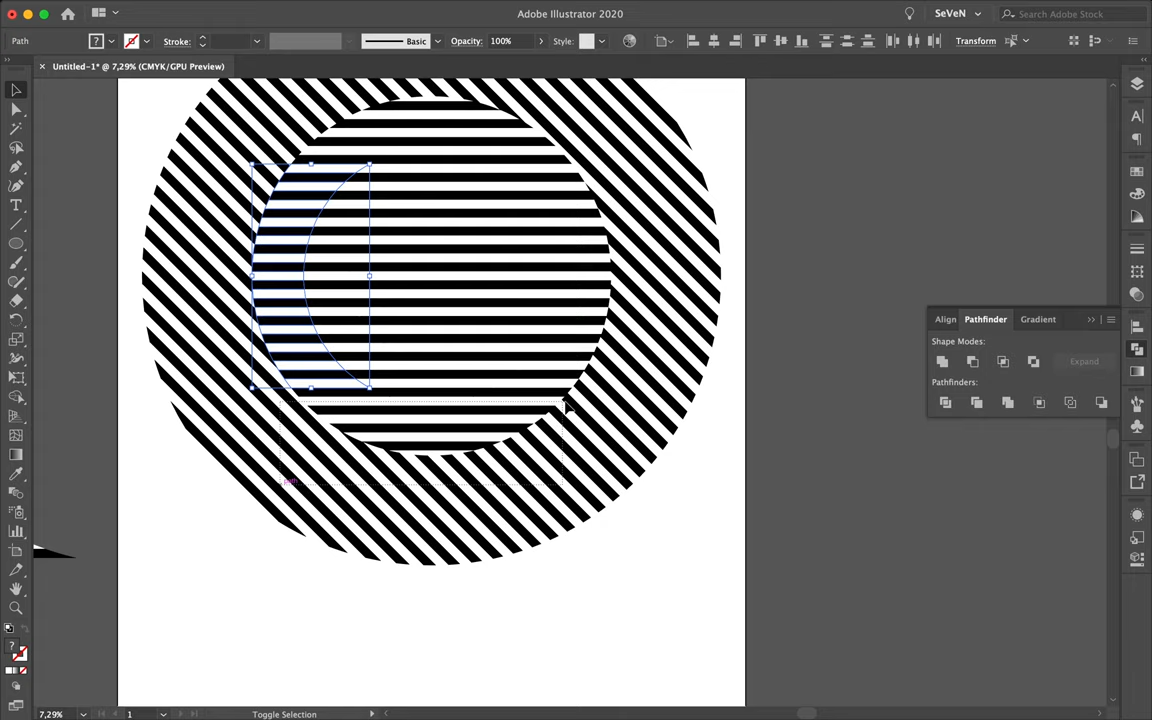 Adobe Illustrator 2020
SeVeN
Search Adobe Stock
Path
Stroke:
Basic
Opacity:
100%
Style:
Transform
× Untitled-1* @ 7,29% (CMYK/GPU Preview)
Align
Pathfinder
Gradient
Shape Modes:
Expand
Pathfinders:
path
7,29%
1
Toggle Selection